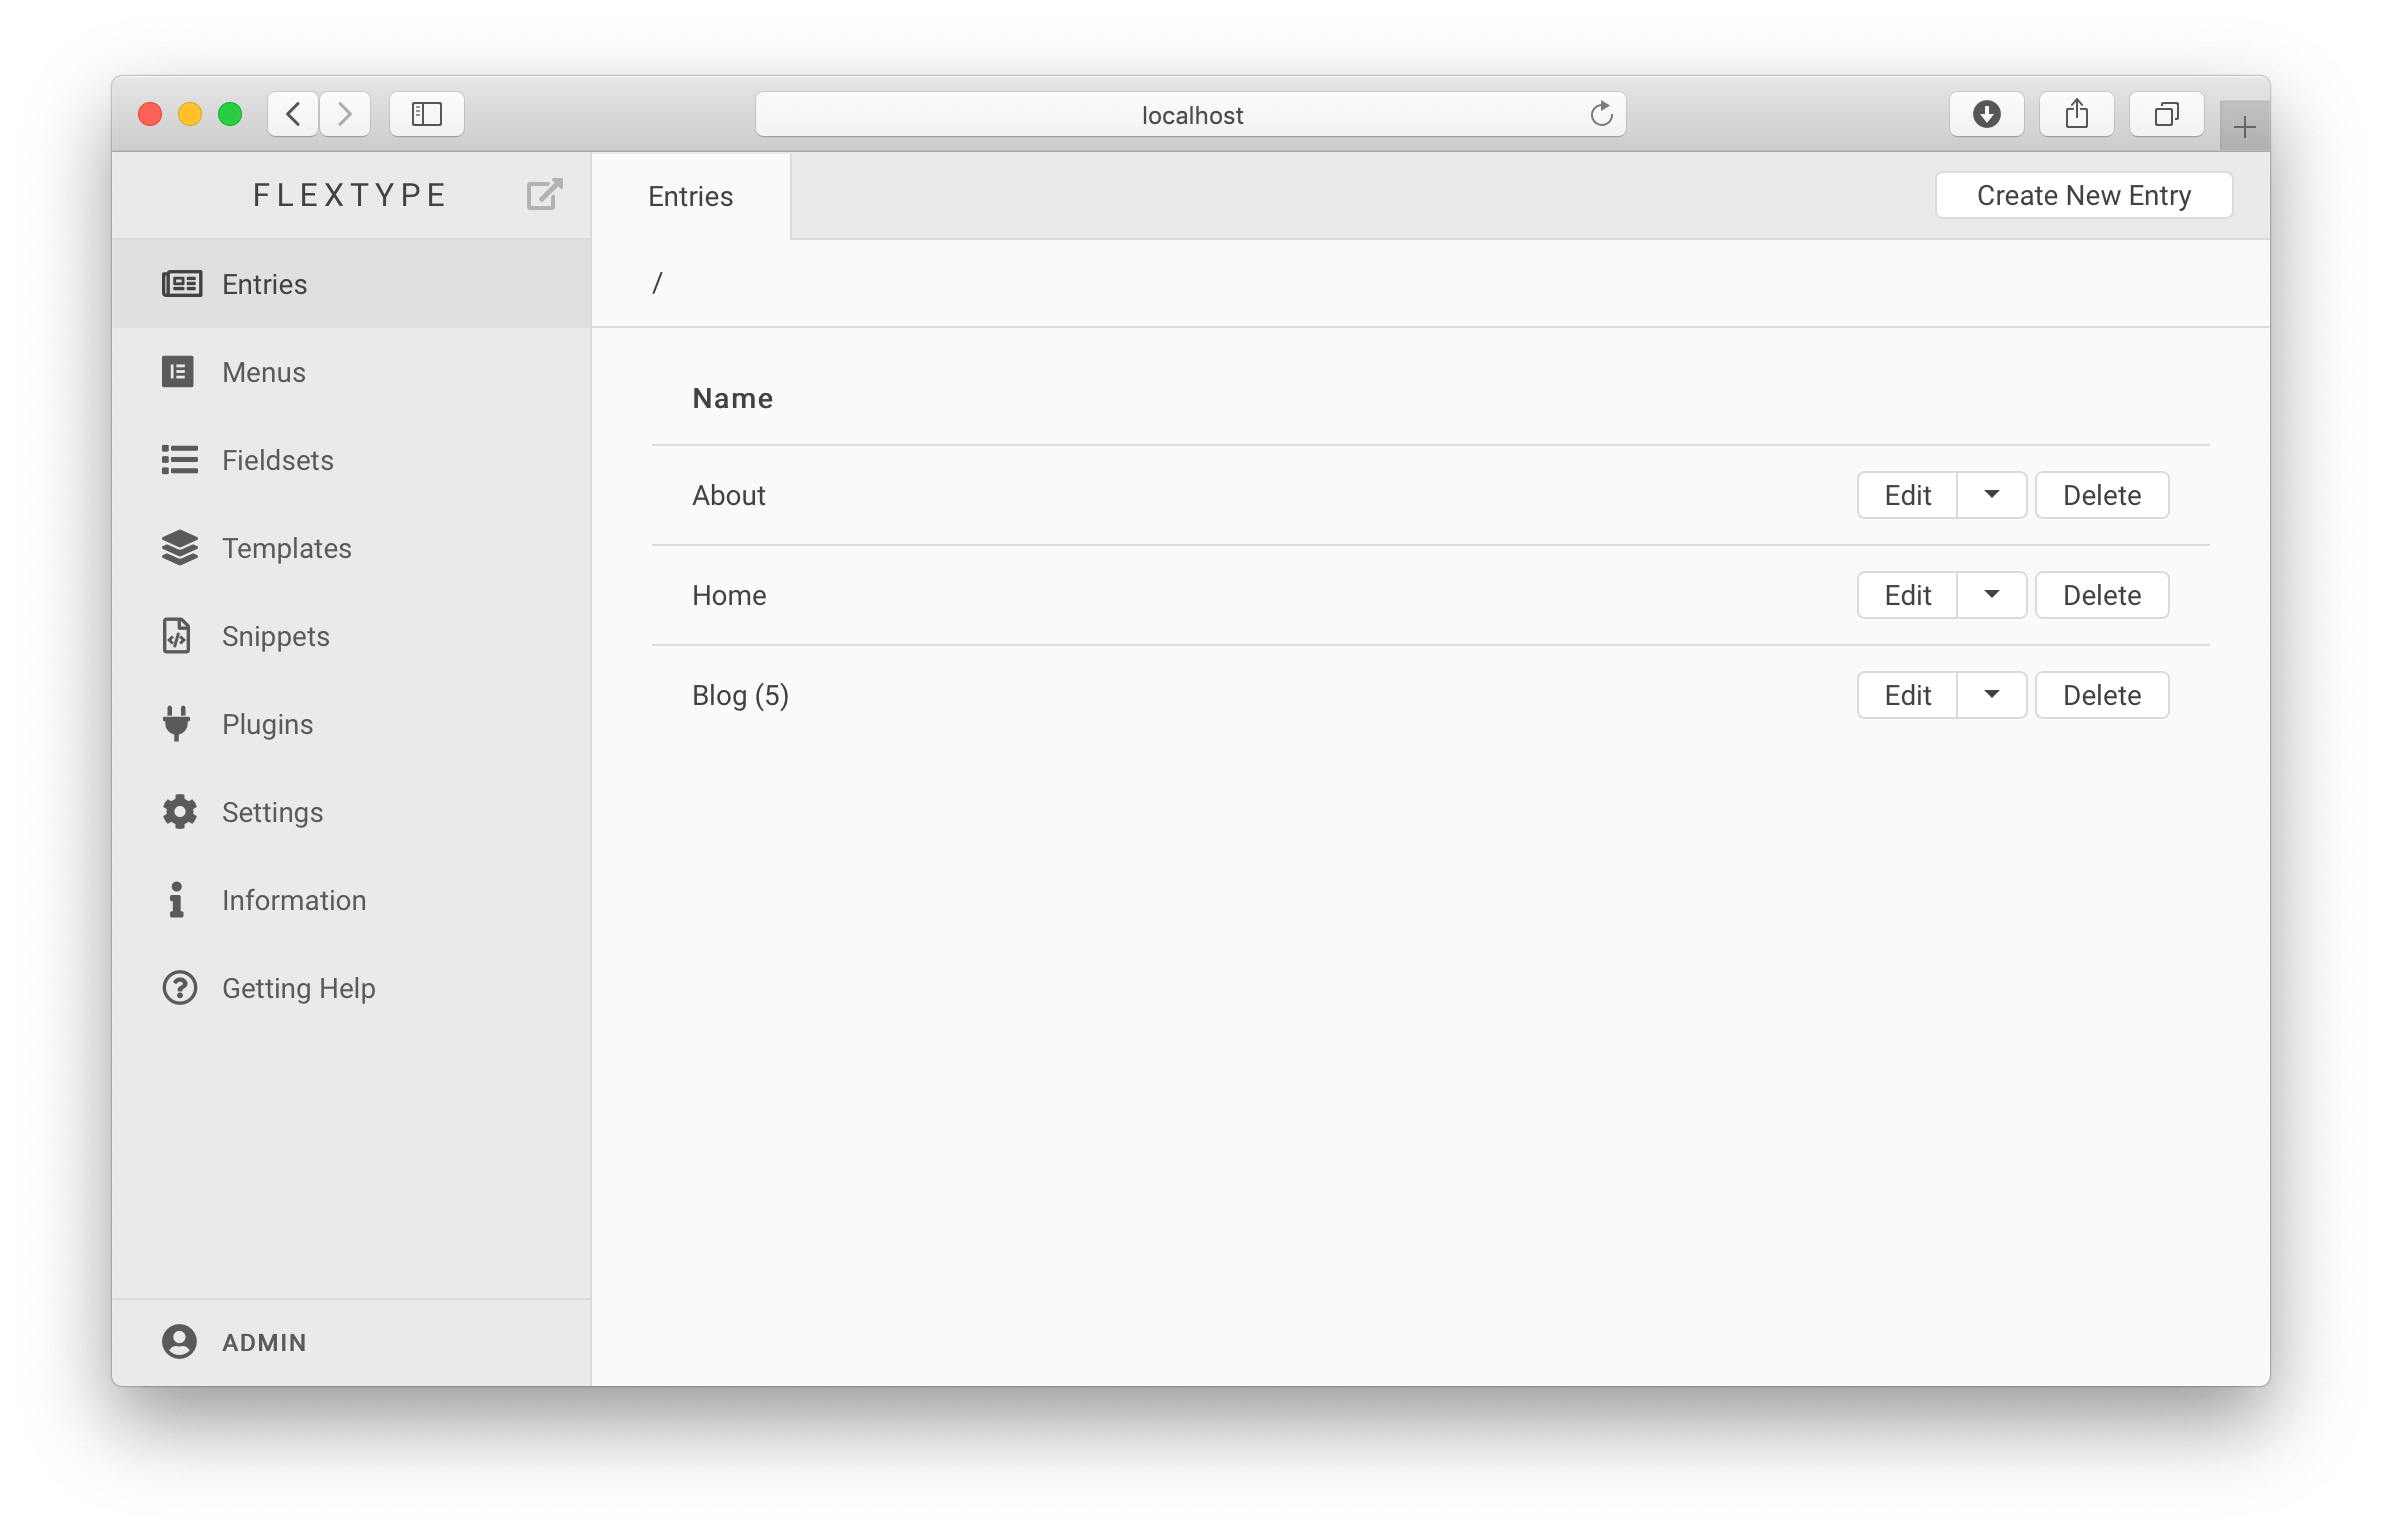 localhost
FLEXTYPE
Entries
Create New Entry
Entries
Menus
Fieldsets
Templates
Snippets
Plugins
Settings
Information
Getting Help
ADMIN
/
Name
About Edit Delete
Home Edit Delete
Blog (5) Edit Delete